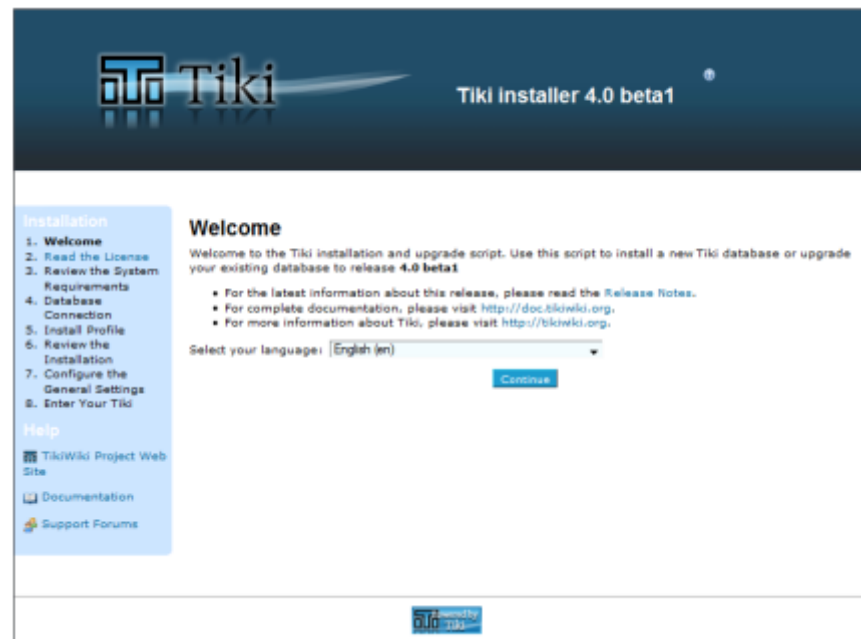 Tiki
Tiki installer 4.0 beta1
Installation
1. Welcome
2. Read the License
3. Review the System
Requirements
4. Database
Connection
5. Install Profile
6. Review the
Installation
7. Configure the
General Settings
8. Enter Your Tiki
Help
TikiWiki Project Web
Site
Documentation
Support Forums
Welcome
Welcome to the Tiki installation and upgrade script. Use this script to install a new Tiki database or upgrade
your existing database to release 4.0 beta1
• For the latest information about this release, please read the Release Notes.
• For complete documentation, please visit http://doc.tikiwiki.org.
• For more information about Tiki, please visit http://tikiwiki.org.
Select your language: English (en)
Continue
Powered by
Tiki